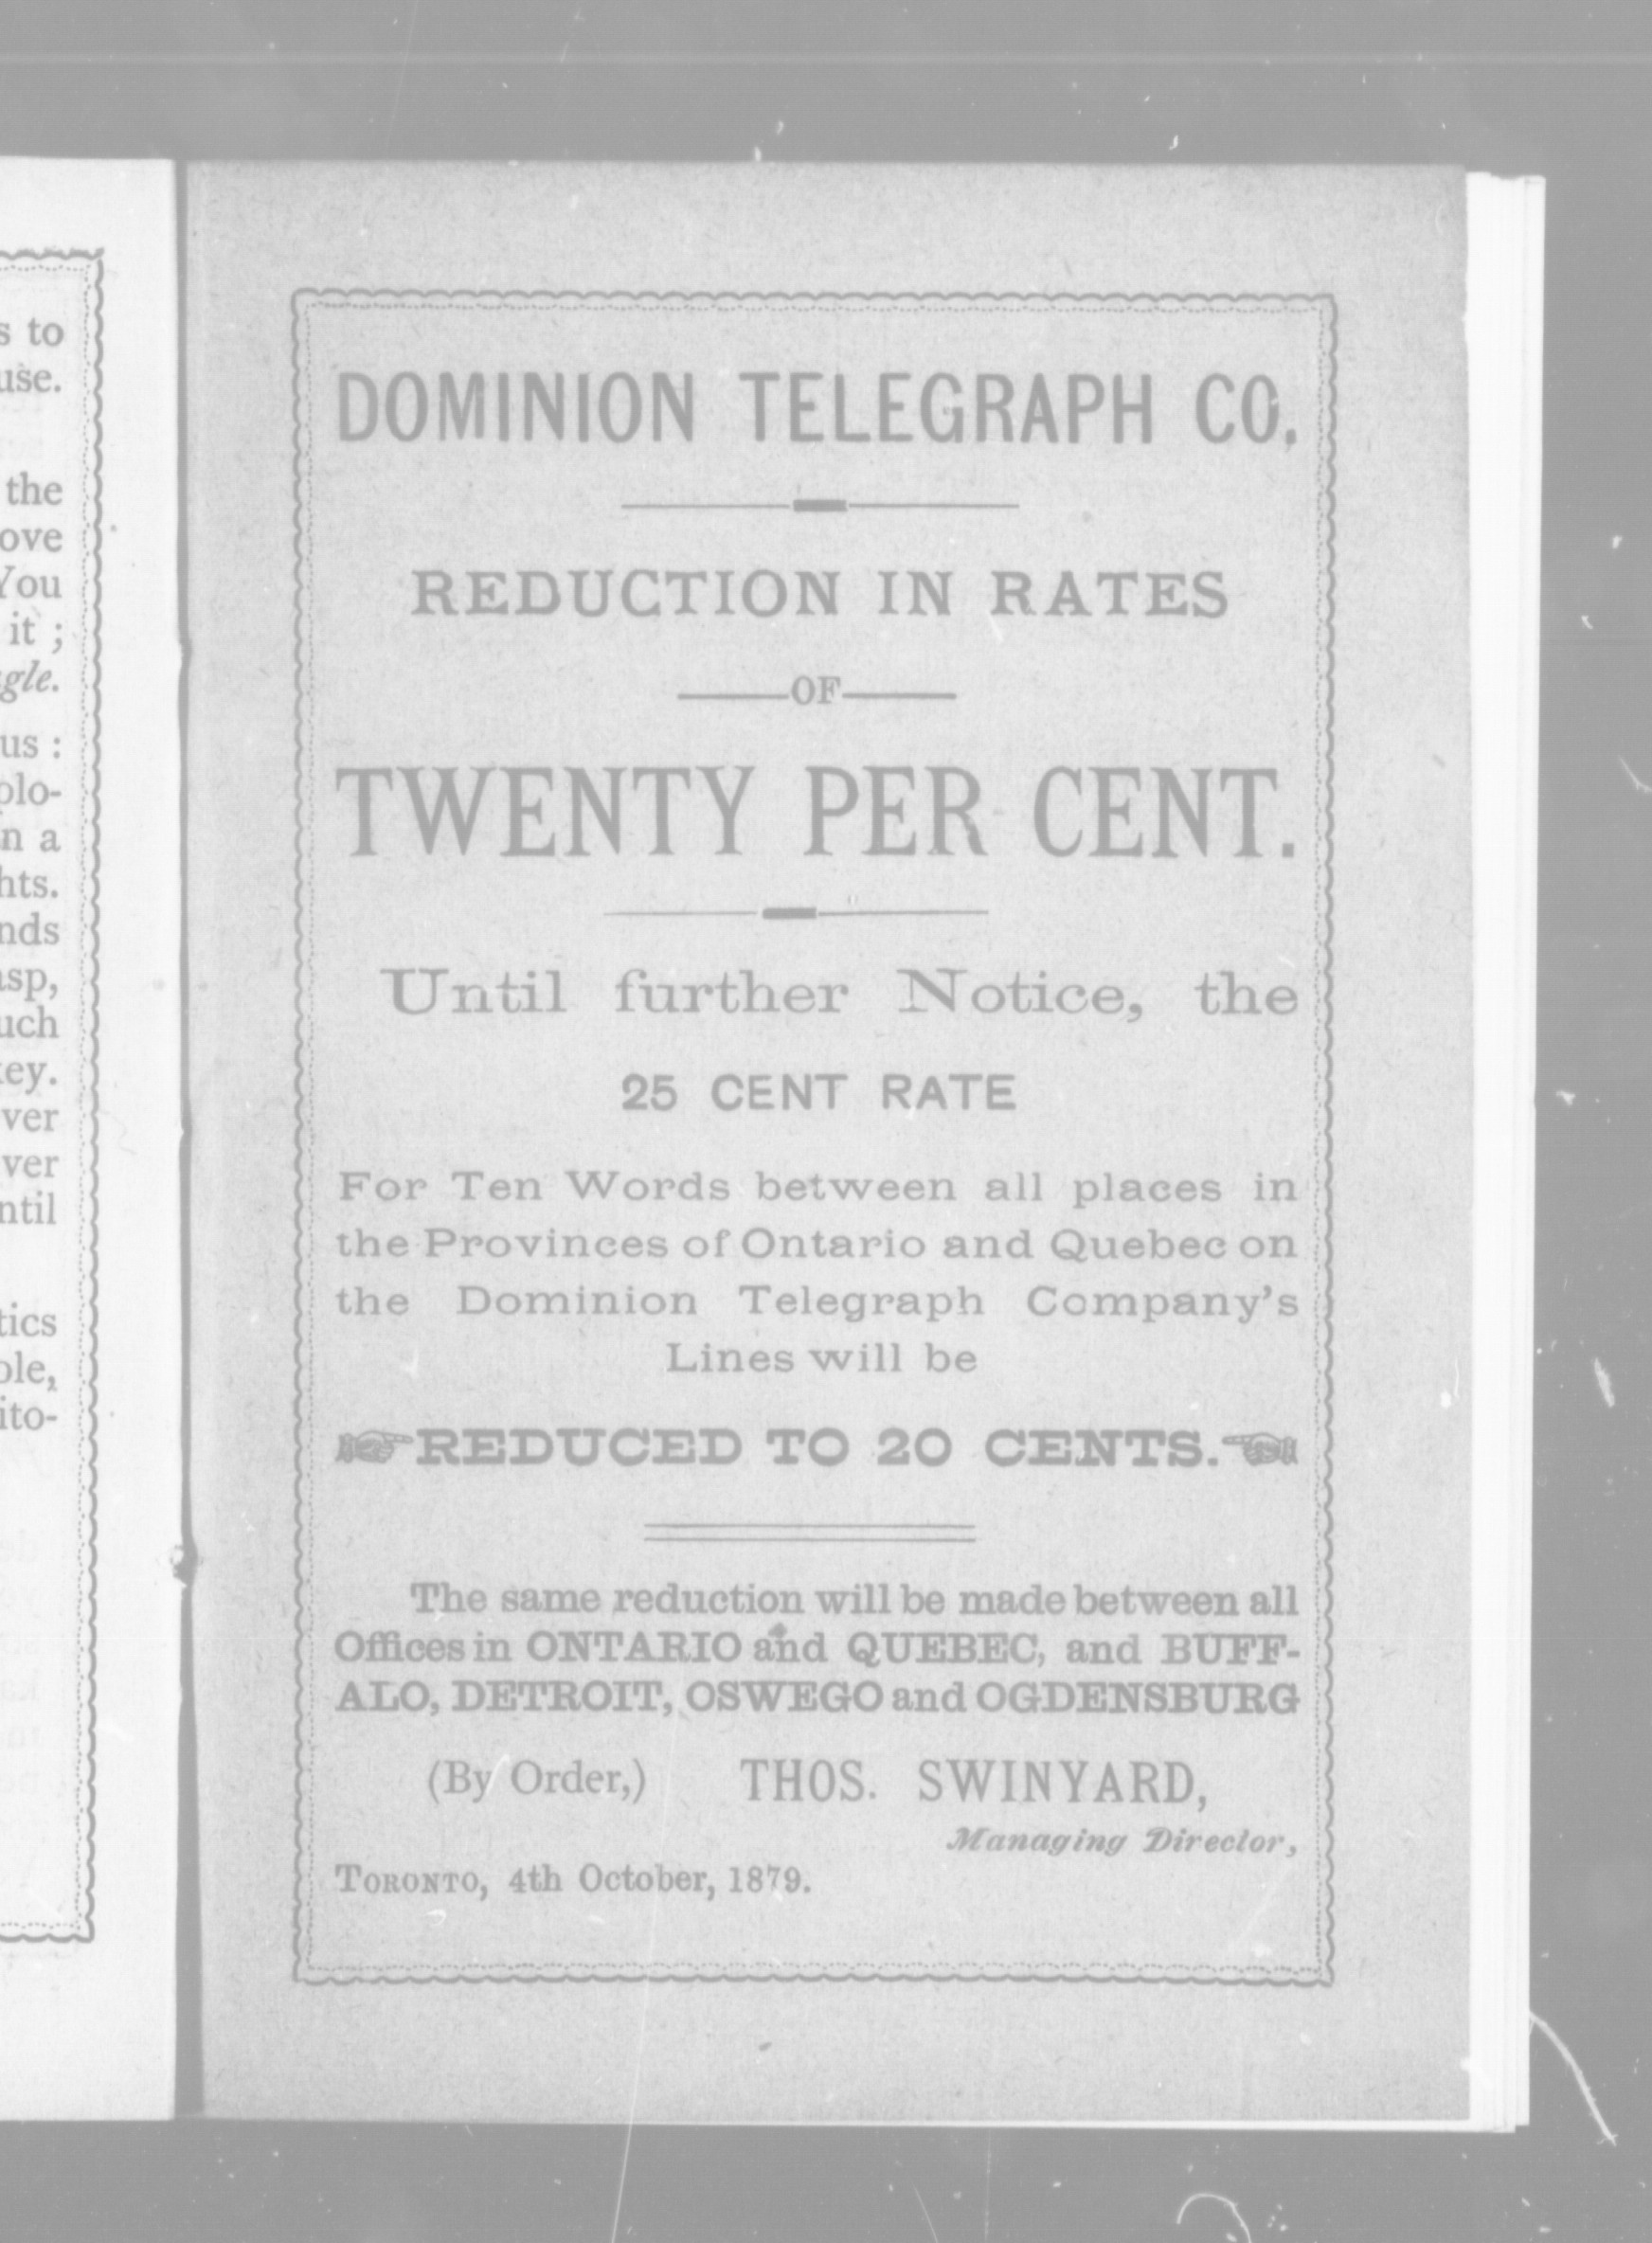 s to
use.
the
ove
You
it ;
gle.
us :
plo-
n a
hts.
nds
asp,
uch
key.
ver
ver
ntil
tics
ole,
ito-
DOMINION TELEGRAPH CO.
REDUCTION IN RATES
OF
TWENTY PER CENT.
Until further Notice, the
25 CENT RATE
For Ten Words between all places in
the Provinces of Ontario and Quebec on
the Dominion Telegraph Company's
Lines will be
☞REDUCED TO 20 CENTS.☜
The same reduction will be made between all
Offices in ONTARIO and QUEBEC, and BUFF-
ALO, DETROIT, OSWEGO and OGDENSBURG
(By Order,) THOS. SWINYARD,
Managing Director,
TORONTO, 4th October, 1879.